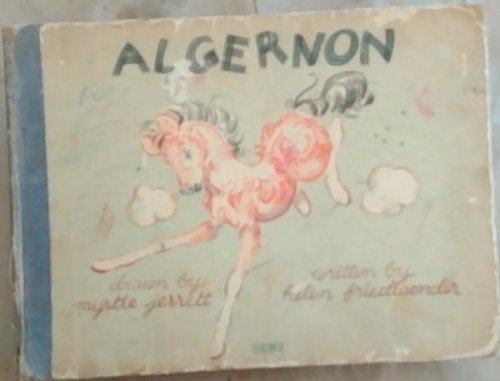 ALGERNON
drawn by
myrtle jerrett
written by
helen friedlaender
DENT